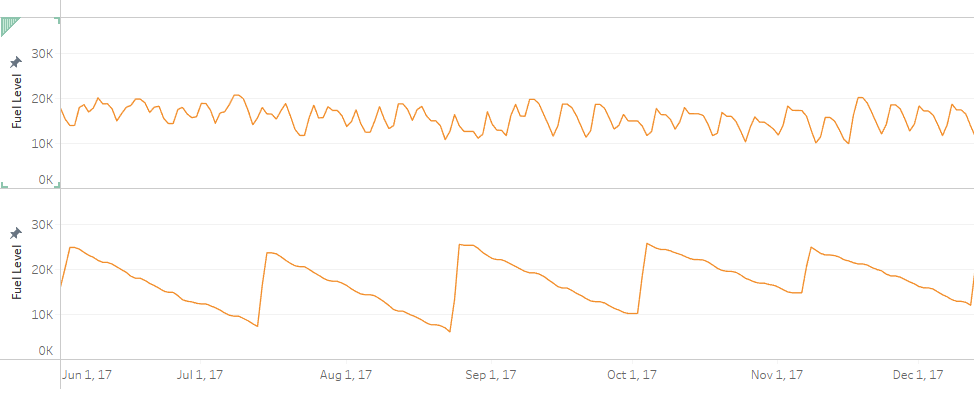 30K
20K
10K
0K
Fuel Level
30K
20K
10K
0K
Fuel Level
Jun 1, 17 Jul 1, 17 Aug 1, 17 Sep 1, 17 Oct 1, 17 Nov 1, 17 Dec 1, 17